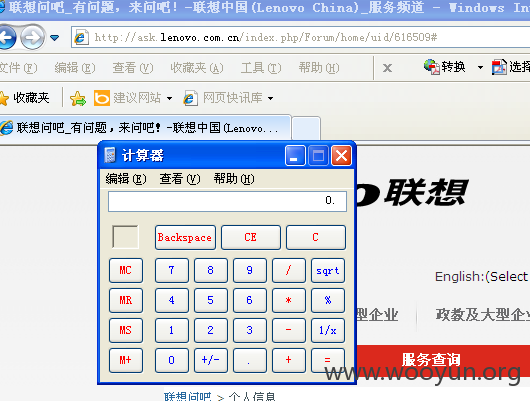 联想问吧_有问题，来问吧！-联想中国(Lenovo China)_服务频道 - Windows Int
http://ask.lenovo.com.cn/index.php/Forum/home/uid/616509#
文件(F) 编辑(E) 查看(V) 收藏夹(A) 工具(T) 帮助(H) x 转换 选择
收藏夹 建议网站 网页快讯库
联想问吧_有问题，来问吧！-联想中国(Lenovo...
计算器
编辑(E) 查看(V) 帮助(H)
0.
联想
Backspace CE C
MC 7 8 9 / sqrt
English:(Select
MR 4 5 6 * %
型企业 政教及大型企
MS 1 2 3 - 1/x
M+ 0 +/- . + =
服务查询
www.wooyun.org
联想问吧 > 个人信息